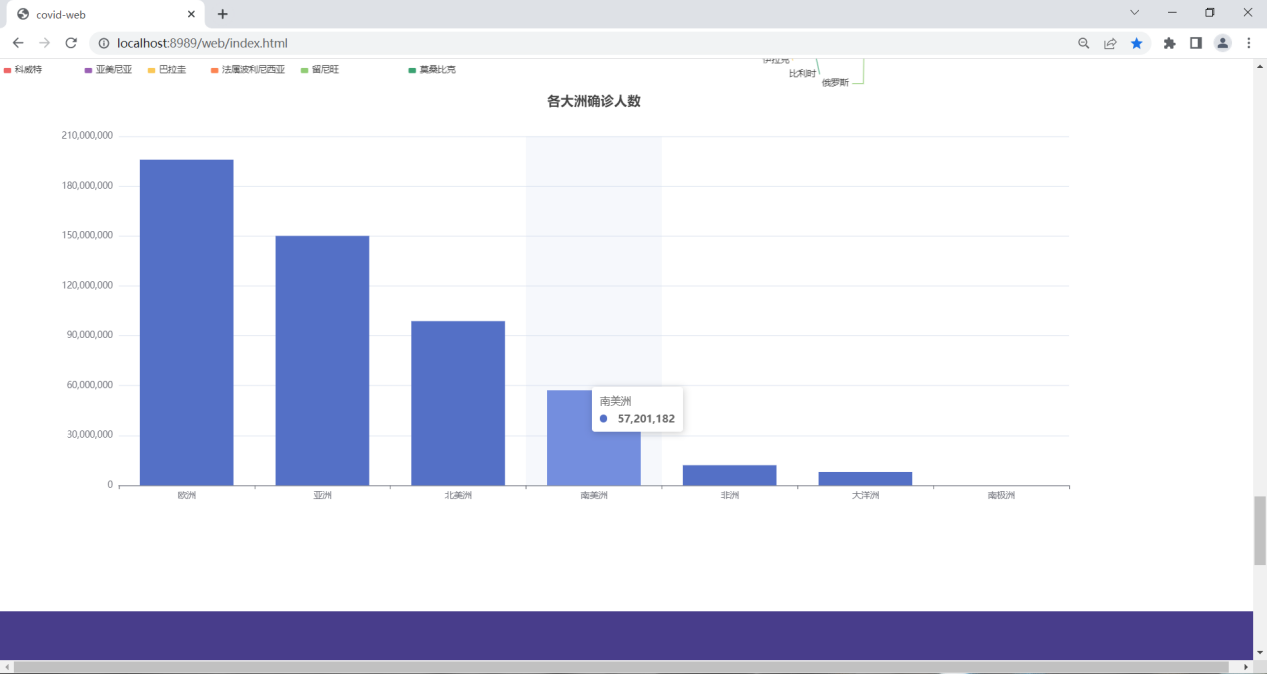 covid-web
localhost:8989/web/index.html
科威特 亚美尼亚 巴拉圭 法属波利尼西亚 留尼旺 莫桑比克
伊拉克
比利时
俄罗斯
各大洲确诊人数
210,000,000
180,000,000
150,000,000
120,000,000
90,000,000
60,000,000
30,000,000
0
南美洲
57,201,182
欧洲 亚洲 北美洲 南美洲 非洲 大洋洲 南极洲